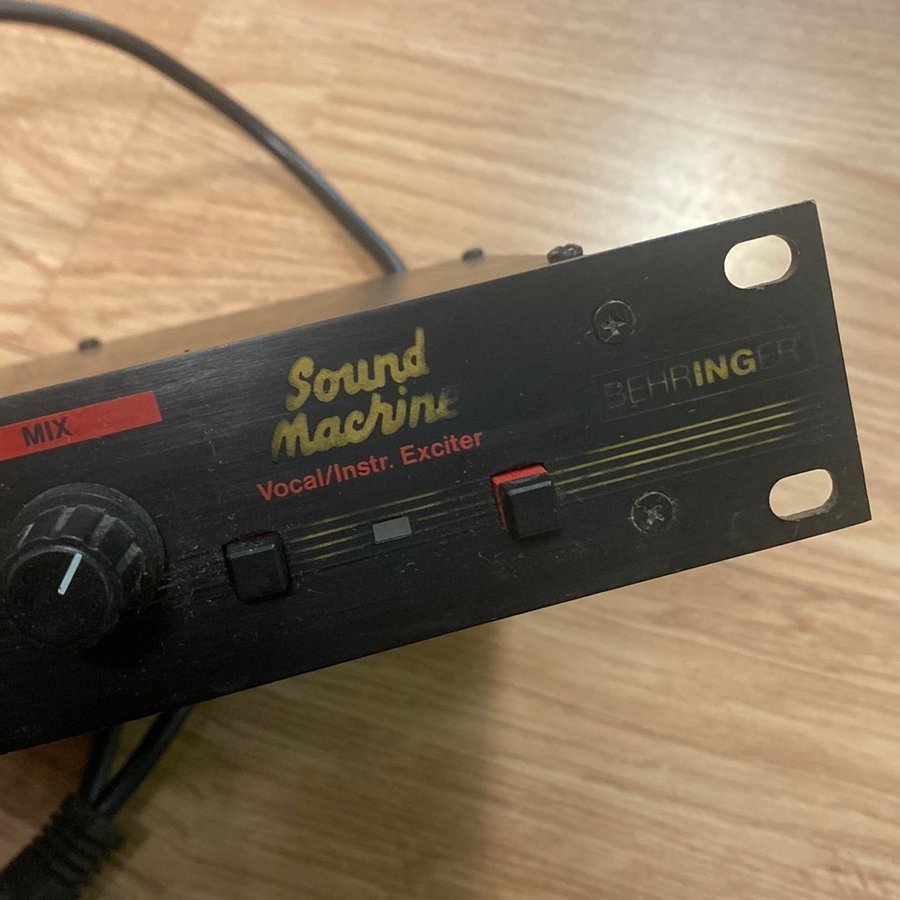 MIX
Sound
Machine
Vocal/Instr. Exciter
BEHRINGER